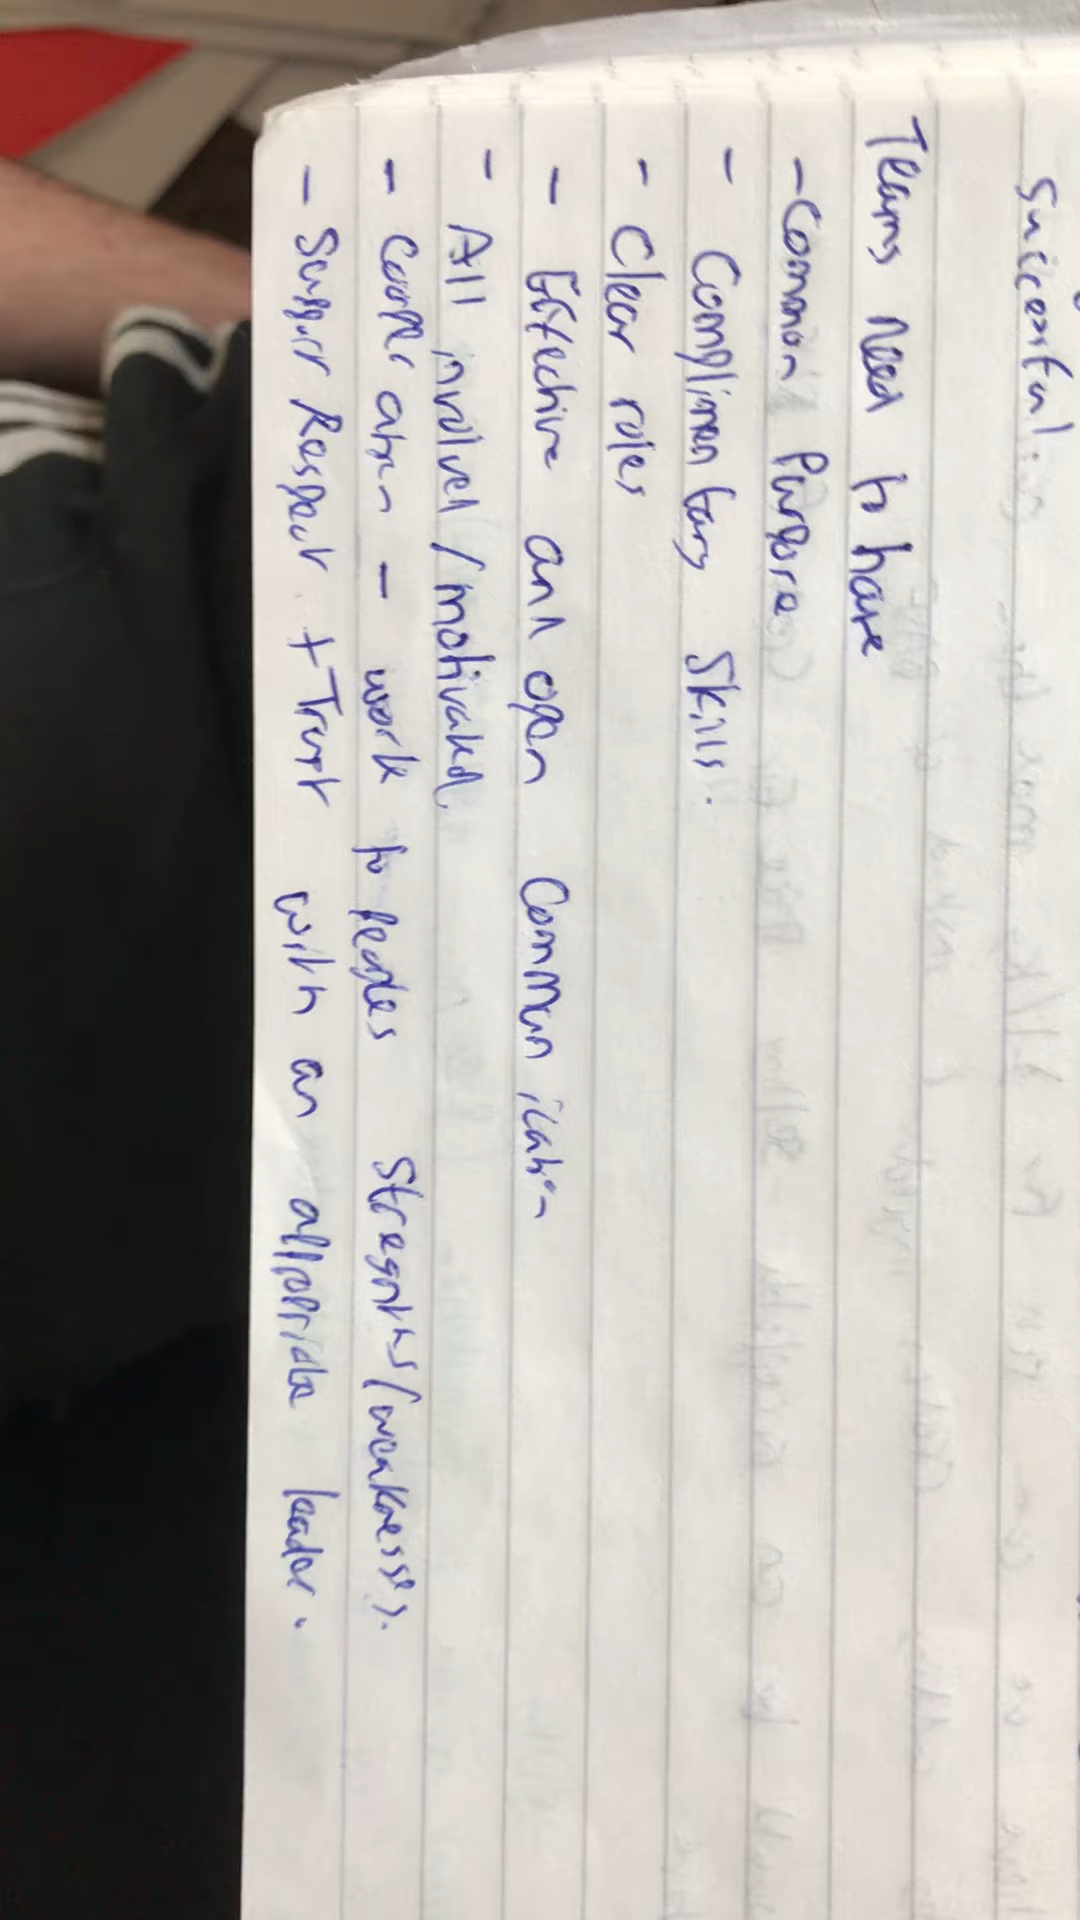 successful.
Teams need to have
- Common Purpose
- Complimentary Skills.
- Clear roles
- Effective and open Communication
- All involved / motivated.
- Cooperation - work to peoples Stregnths/weaknesses.
- Support Respect + Trust with an appropriate leader.